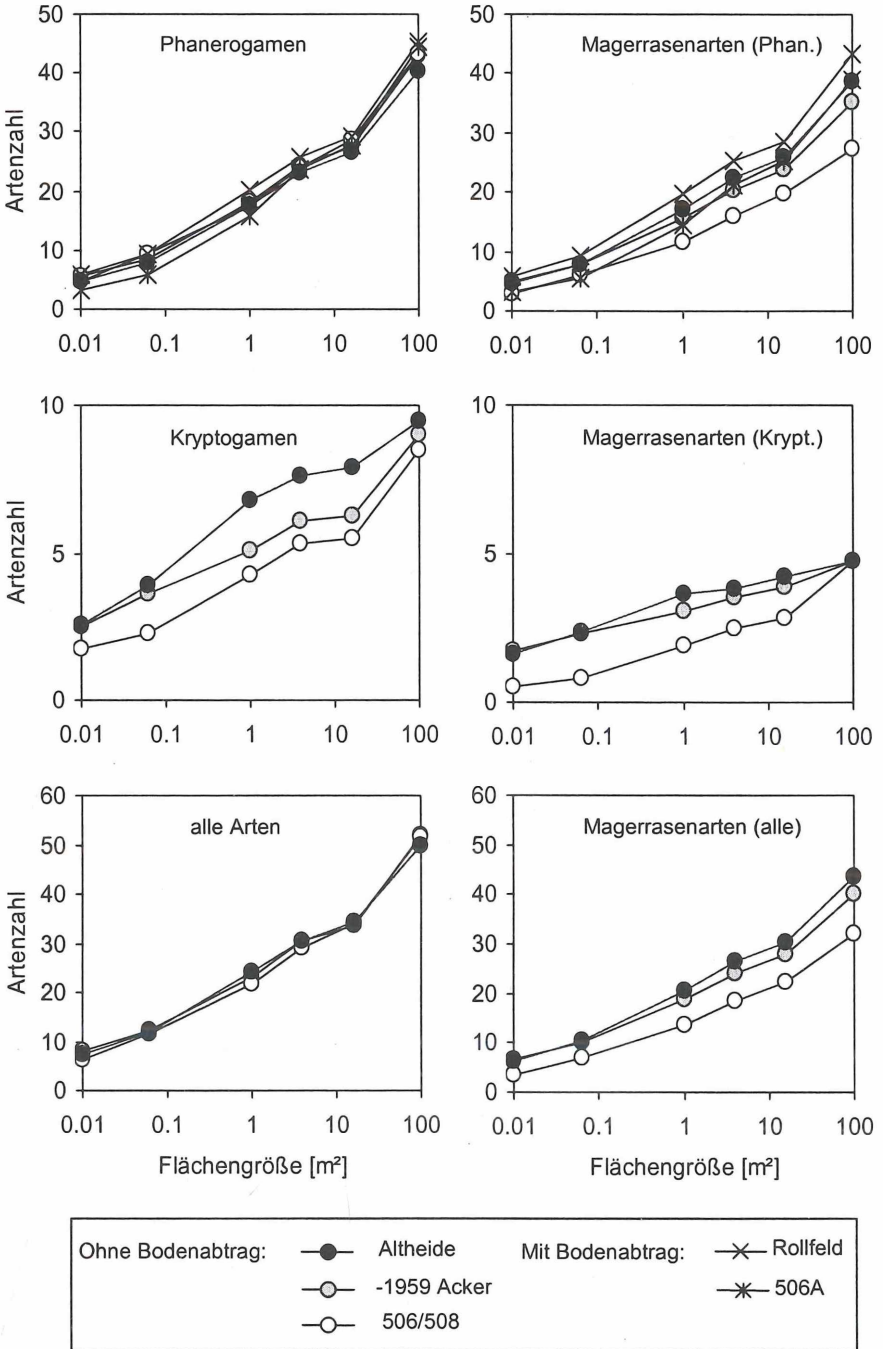 Phanerogamen
Artenzahl
50
40
30
20
10
0
0.01 0.1 1 10 100
Magerrasenarten (Phan.)
50
40
30
20
10
0
0.01 0.1 1 10 100
Kryptogamen
Artenzahl
10
5
0
0.01 0.1 1 10 100
Magerrasenarten (Krypt.)
10
5
0
0.01 0.1 1 10 100
alle Arten
Artenzahl
60
50
40
30
20
10
0
0.01 0.1 1 10 100
Flächengröße [m²]
Magerrasenarten (alle)
60
50
40
30
20
10
0
0.01 0.1 1 10 100
Flächengröße [m²]
Ohne Bodenabtrag: Altheide Mit Bodenabtrag: Rollfeld
-1959 Acker 506A
506/508